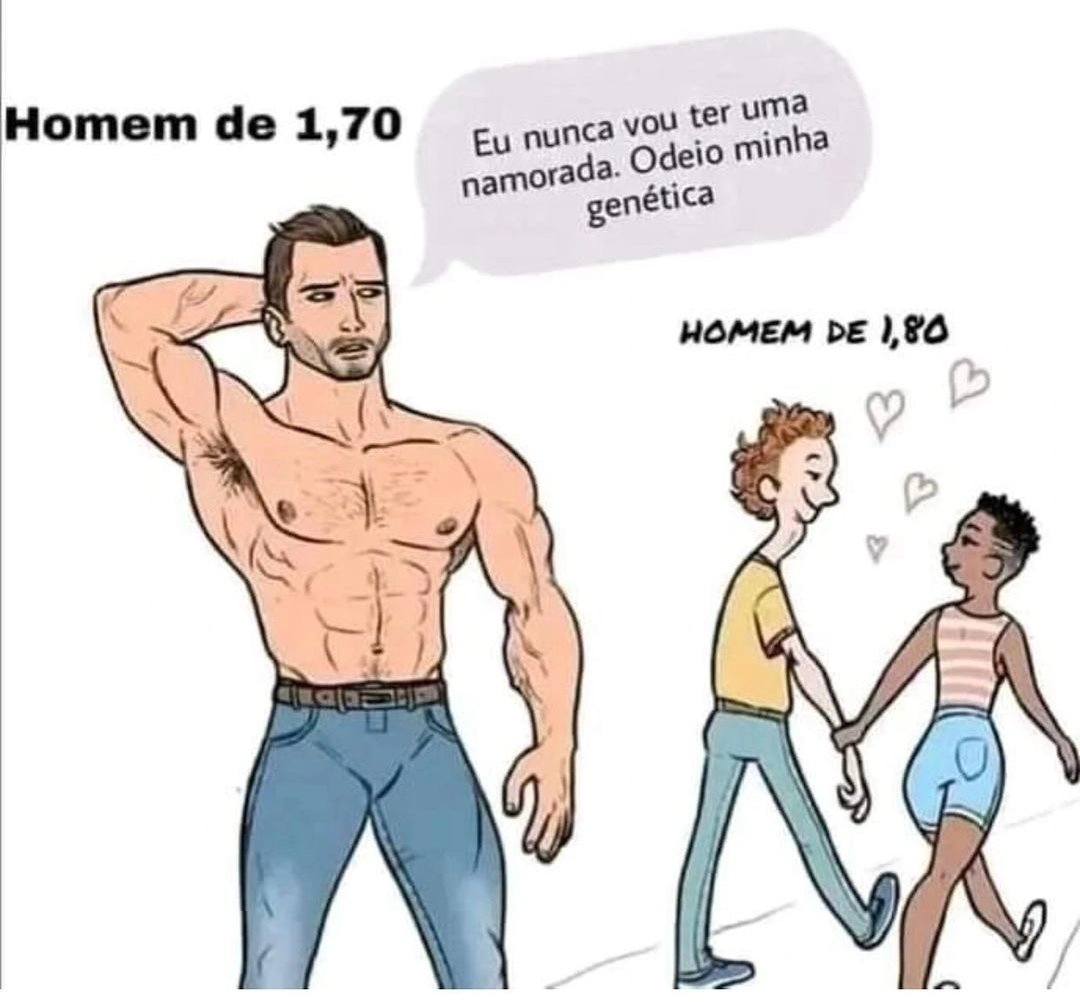 Homem de 1,70
Eu nunca vou ter uma
namorada. Odeio minha
genética
HOMEM DE 1,80